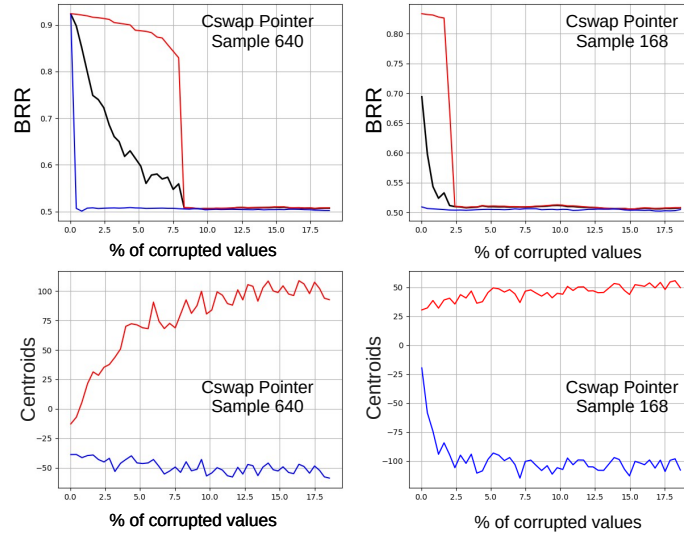 Cswap Pointer
Sample 640
BRR
0.9
0.8
0.7
0.6
0.5
0.0 2.5 5.0 7.5 10.0 12.5 15.0 17.5
% of corrupted values
Cswap Pointer
Sample 168
BRR
0.80
0.75
0.70
0.65
0.60
0.55
0.50
0.0 2.5 5.0 7.5 10.0 12.5 15.0 17.5
% of corrupted values
Centroids
100
75
50
25
0
−25
−50
Cswap Pointer
Sample 640
0.0 2.5 5.0 7.5 10.0 12.5 15.0 17.5
% of corrupted values
Centroids
50
25
0
−25
−50
−75
−100
Cswap Pointer
Sample 168
0.0 2.5 5.0 7.5 10.0 12.5 15.0 17.5
% of corrupted values